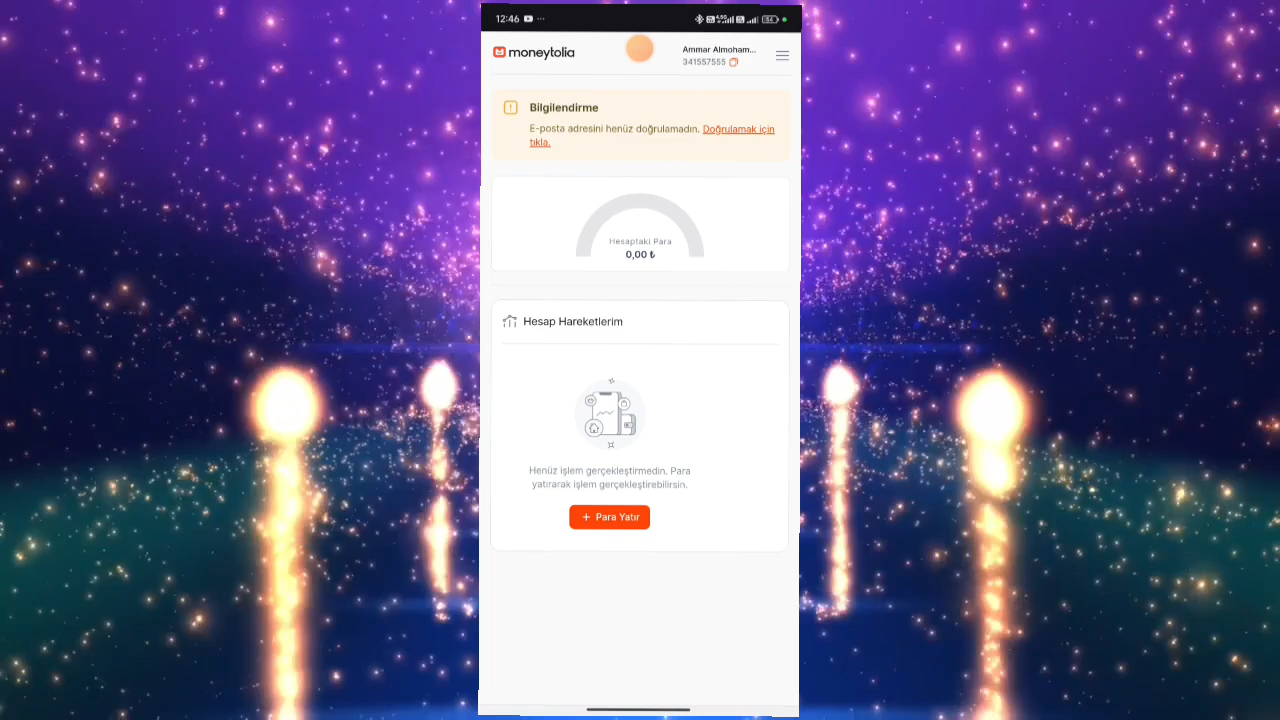 12:46
54
moneytolia
Ammar Almoham...
341557555
Bilgilendirme
E-posta adresini henüz doğrulamadın. Doğrulamak için
tıkla.
Hesaptaki Para
0,00 ₺
Hesap Hareketlerim
Henüz işlem gerçekleştirmedin. Para
yatırarak işlem gerçekleştirebilirsin.
+ Para Yatır